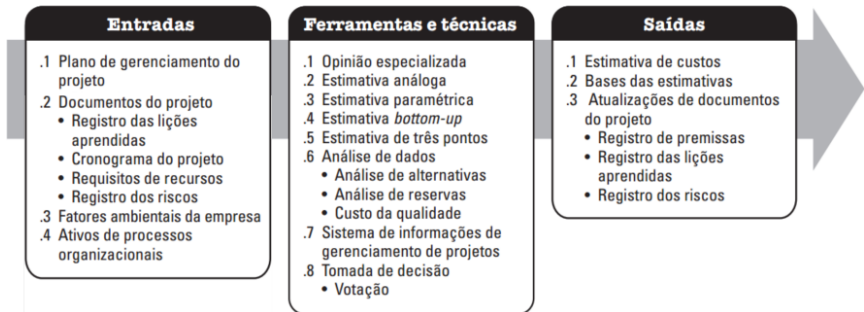 Entradas
.1 Plano de gerenciamento do
projeto
.2 Documentos do projeto
• Registro das lições
aprendidas
• Cronograma do projeto
• Requisitos de recursos
• Registro dos riscos
.3 Fatores ambientais da empresa
.4 Ativos de processos
organizacionais
Ferramentas e técnicas
.1 Opinião especializada
.2 Estimativa análoga
.3 Estimativa paramétrica
.4 Estimativa bottom-up
.5 Estimativa de três pontos
.6 Análise de dados
• Análise de alternativas
• Análise de reservas
• Custo da qualidade
.7 Sistema de informações de
gerenciamento de projetos
.8 Tomada de decisão
• Votação
Saídas
.1 Estimativa de custos
.2 Bases das estimativas
.3 Atualizações de documentos
do projeto
• Registro de premissas
• Registro das lições
aprendidas
• Registro dos riscos